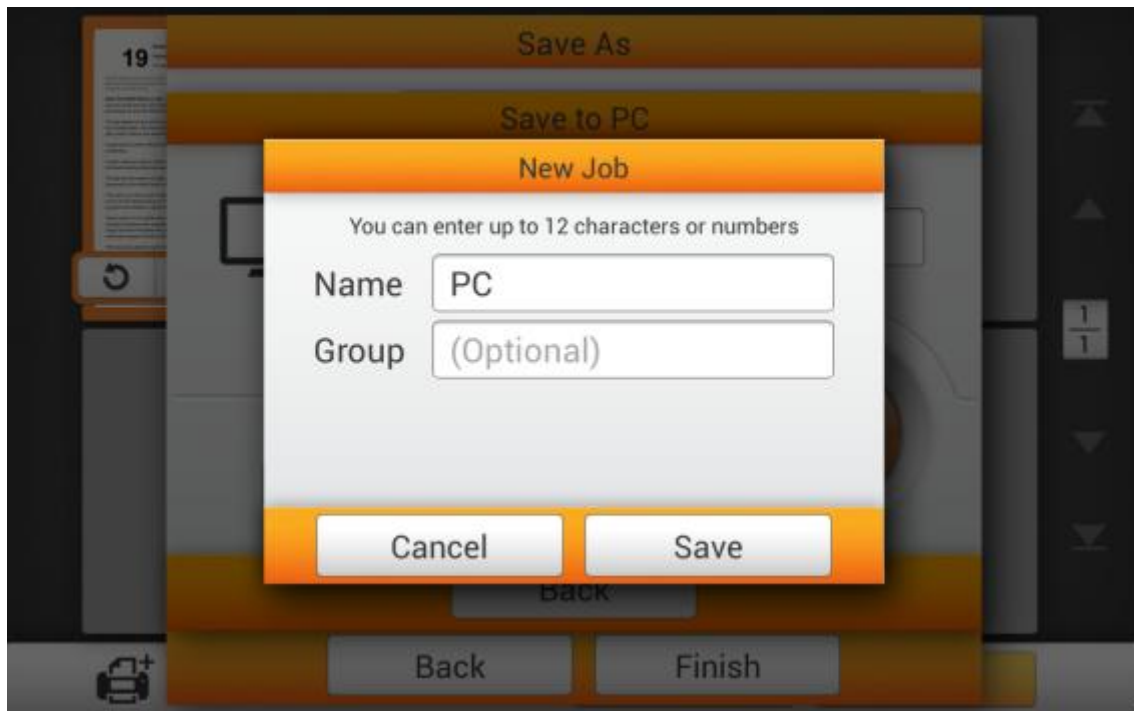 19
Save As
Save to PC
New Job
You can enter up to 12 characters or numbers
Name PC
Group (Optional)
1
1
Cancel Save
Back
Back Finish